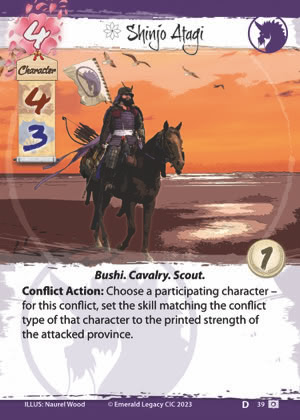 4
Shinjo Atagi
Character
4
3
1
Bushi. Cavalry. Scout.
Conflict Action: Choose a participating character –
for this conflict, set the skill matching the conflict
type of that character to the printed strength of
the attacked province.
ILLUS: Naurel Wood © Emerald Legacy CIC 2023 D 39